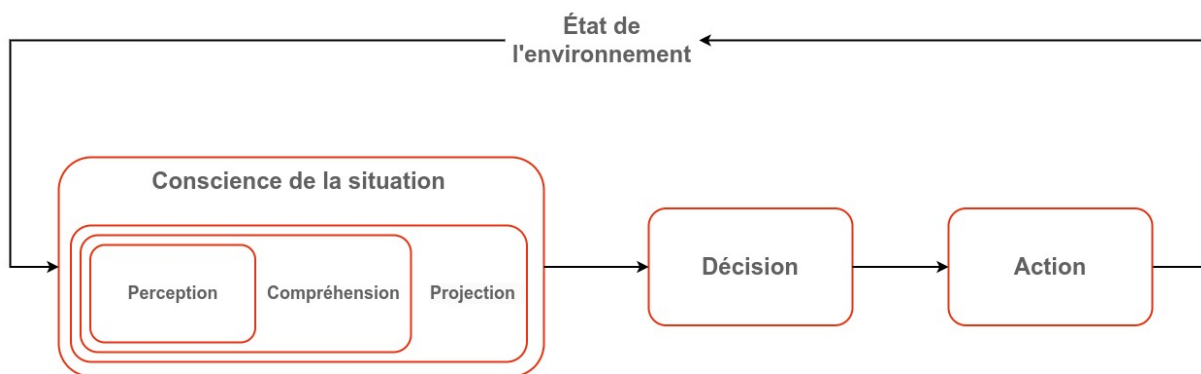 État de
l'environnement
Conscience de la situation
Perception
Compréhension
Projection
Décision
Action